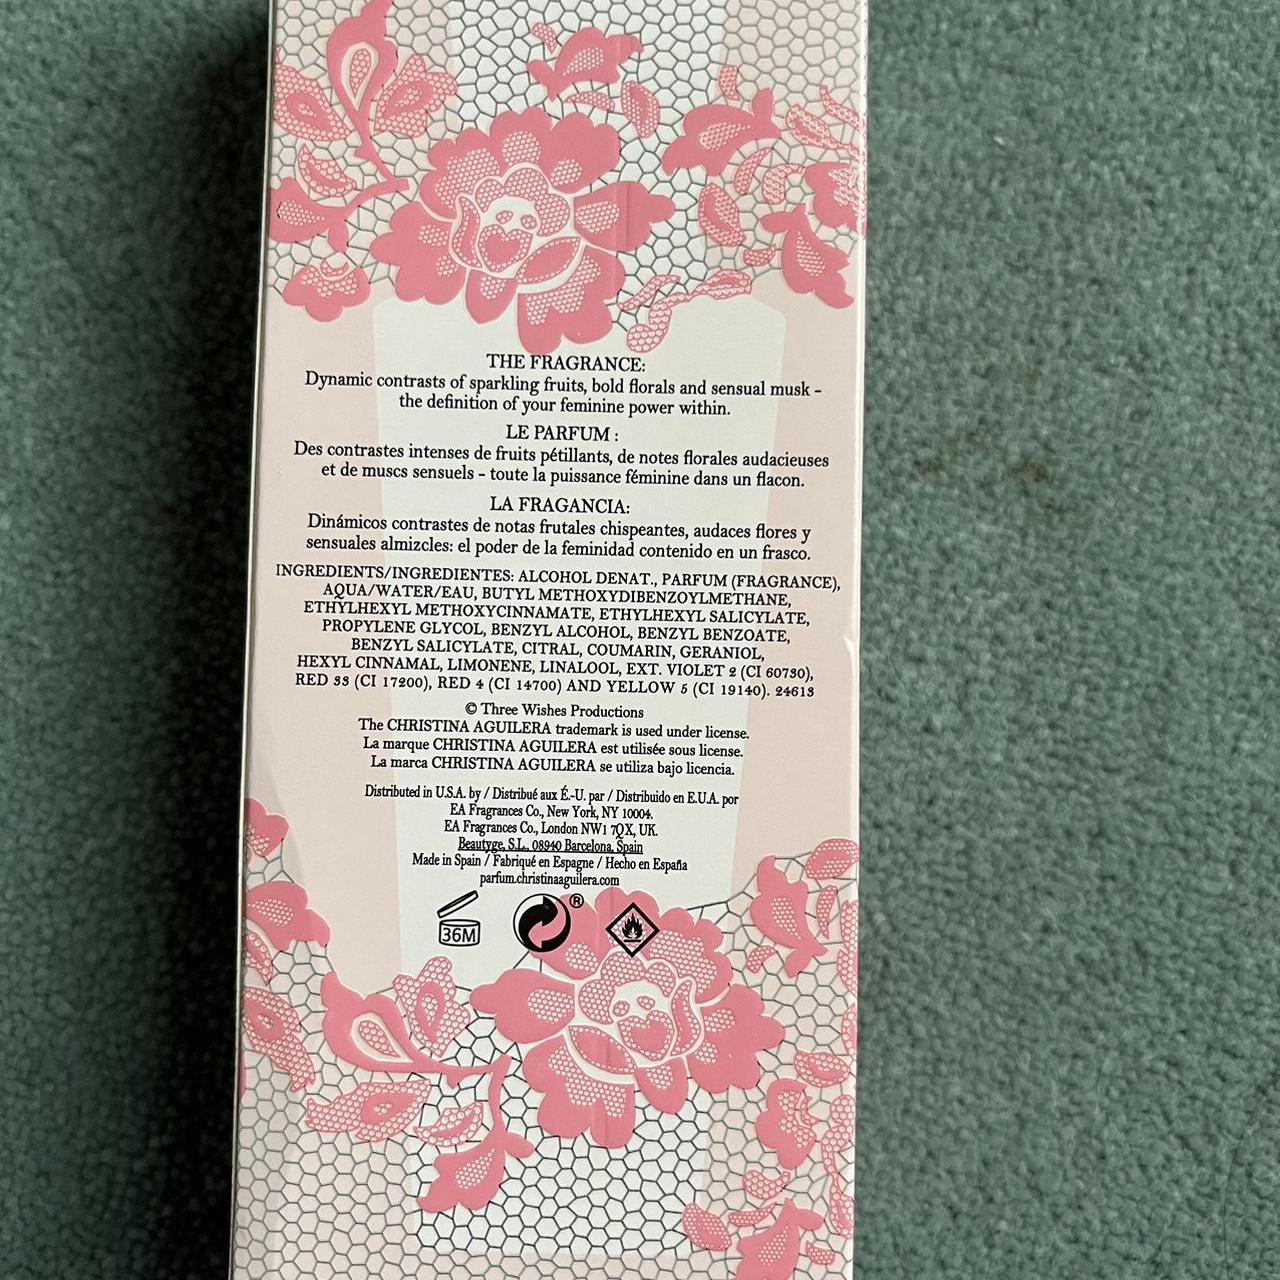 THE FRAGRANCE:
Dynamic contrasts of sparkling fruits, bold florals and sensual musk -
the definition of your feminine power within.
LE PARFUM :
Des contrastes intenses de fruits pétillants, de notes florales audacieuses
et de muscs sensuels - toute la puissance féminine dans un flacon.
LA FRAGANCIA:
Dinámicos contrastes de notas frutales chispeantes, audaces flores y
sensuales almizcles: el poder de la feminidad contenido en un frasco.
INGREDIENTS/INGREDIENTES: ALCOHOL DENAT., PARFUM (FRAGRANCE),
AQUA/WATER/EAU, BUTYL METHOXYDIBENZOYLMETHANE,
ETHYLHEXYL METHOXYCINNAMATE, ETHYLHEXYL SALICYLATE,
PROPYLENE GLYCOL, BENZYL ALCOHOL, BENZYL BENZOATE,
BENZYL SALICYLATE, CITRAL, COUMARIN, GERANIOL,
HEXYL CINNAMAL, LIMONENE, LINALOOL, EXT. VIOLET 2 (CI 60730),
RED 33 (CI 17200), RED 4 (CI 14700) AND YELLOW 5 (CI 19140). 24613
© Three Wishes Productions
The CHRISTINA AGUILERA trademark is used under license.
La marque CHRISTINA AGUILERA est utilisée sous license.
La marca CHRISTINA AGUILERA se utiliza bajo licencia.
Distributed in U.S.A. by / Distribué aux É.-U. par / Distribuido en E.U.A. por
EA Fragrances Co., New York, NY 10004.
EA Fragrances Co., London NW1 7QX, UK.
Beautyge, S.L., 08940 Barcelona, Spain
Made in Spain / Fabriqué en Espagne / Hecho en España
parfum.christinaaguilera.com
36M ®